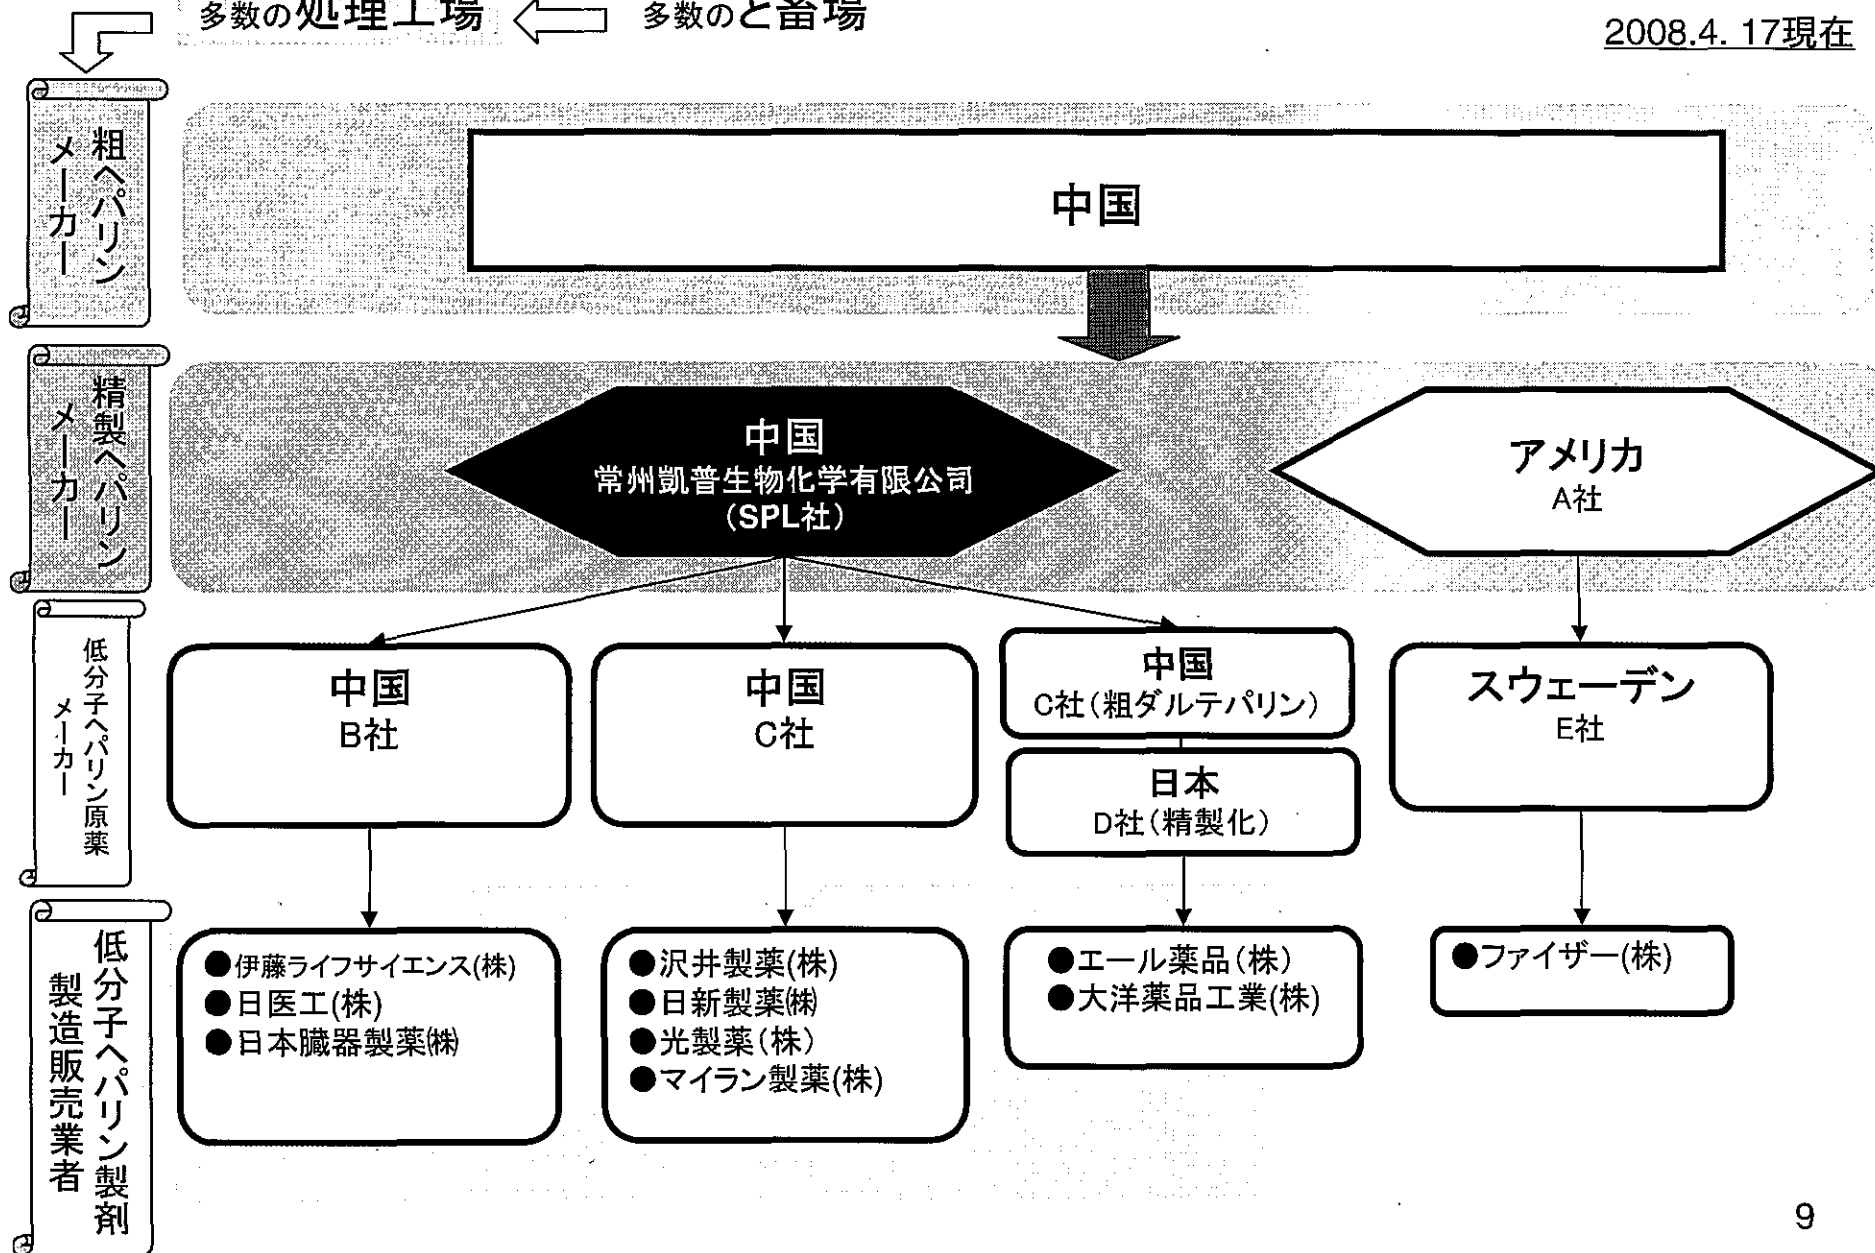 多数の処理工場
多数のと畜場
2008.4. 17現在
粗ヘパリン
メーカー
中国
精製ヘパリン
メーカー
中国
常州凱普生物化学有限公司
(SPL社)
アメリカ
A社
低分子ヘパリン原薬
メーカー
中国
B社
中国
C社
中国
C社(粗ダルテパリン)
日本
D社(精製化)
スウェーデン
E社
低分子ヘパリン製剤
製造販売業者
●伊藤ライフサイエンス(株)
●日医工(株)
●日本臓器製薬㈱
●沢井製薬(株)
●日新製薬㈱
●光製薬(株)
●マイラン製薬(株)
●エール薬品(株)
●大洋薬品工業(株)
●ファイザー(株)
9